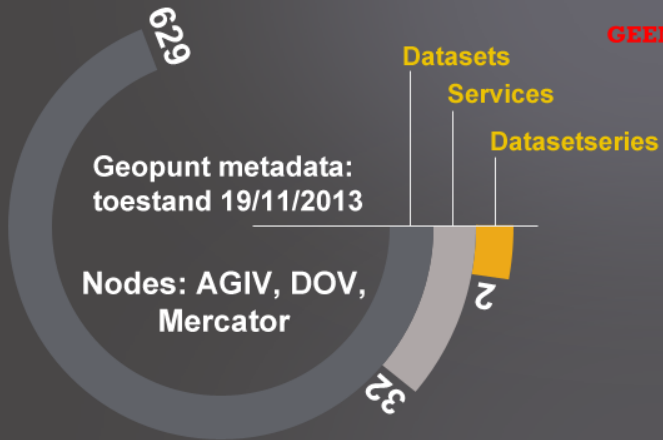 629
Datasets
Services
Datasetseries
Geopunt metadata:
toestand 19/11/2013
Nodes: AGIV, DOV,
Mercator
2
32